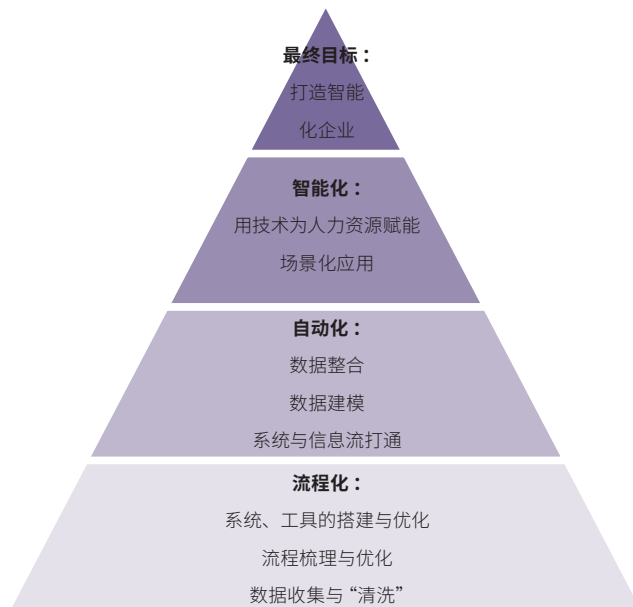 最终目标：
打造智能
化企业
智能化：
用技术为人力资源赋能
场景化应用
自动化：
数据整合
数据建模
系统与信息流打通
流程化：
系统、工具的搭建与优化
流程梳理与优化
数据收集与“清洗”